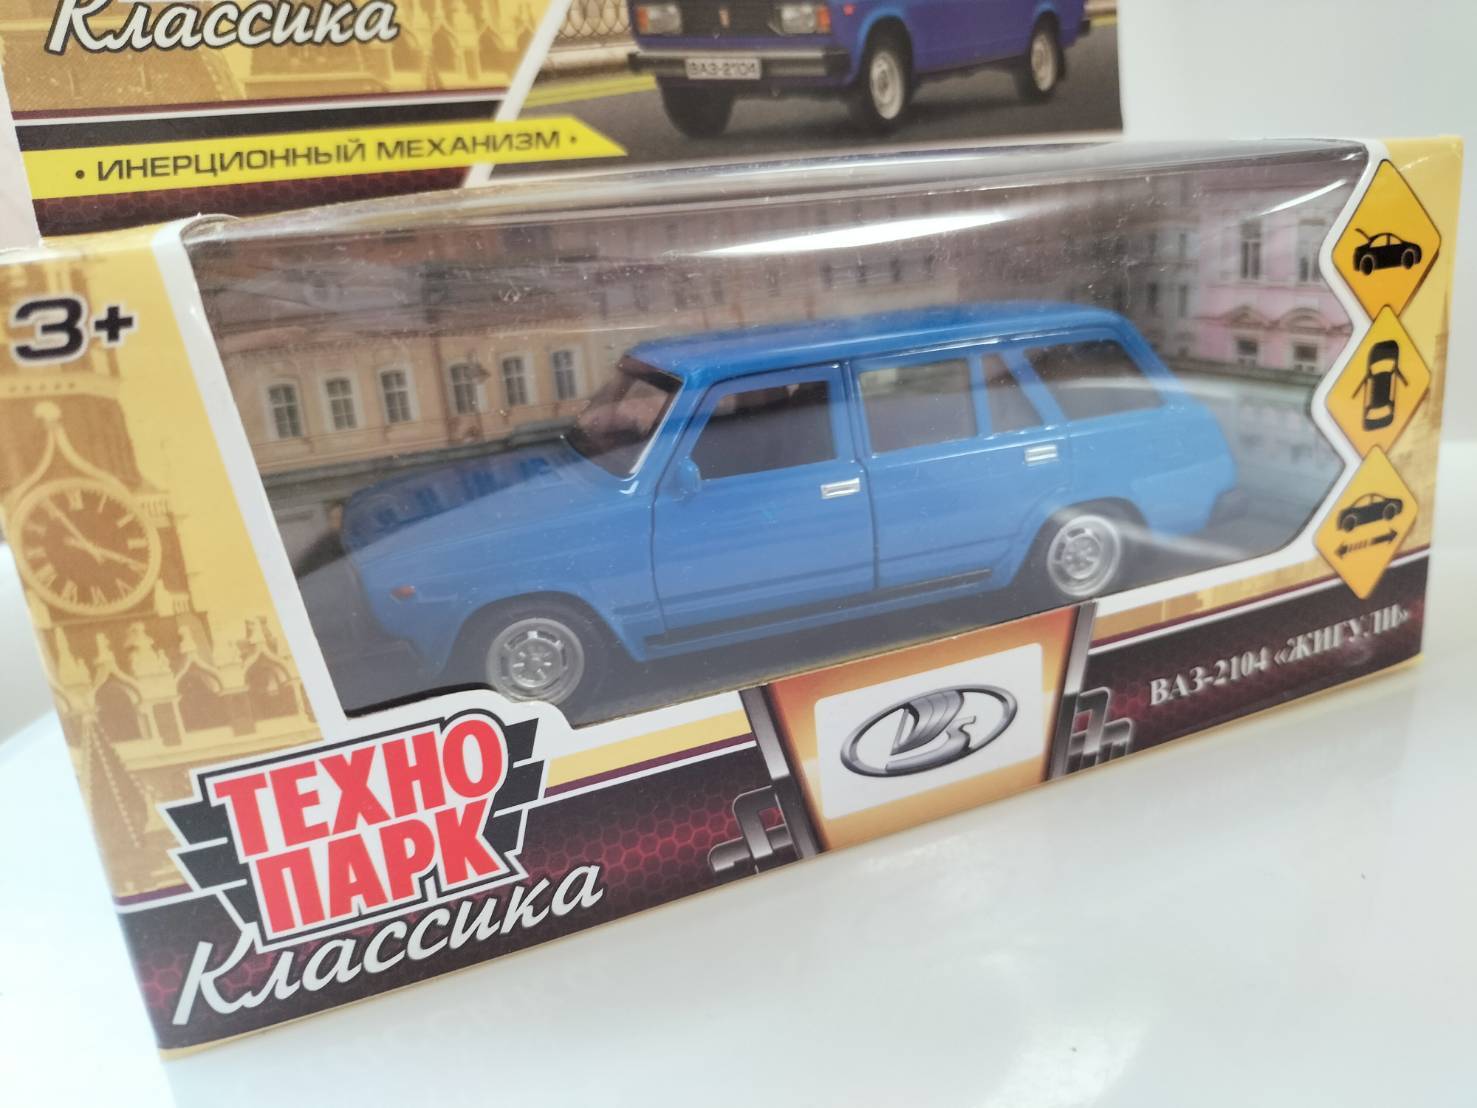 Классика
ВАЗ-2104
• ИНЕРЦИОННЫЙ МЕХАНИЗМ •
3+
ВАЗ-2104 «ЖИГУЛИ»
ТЕХНО
ПАРК
Классика